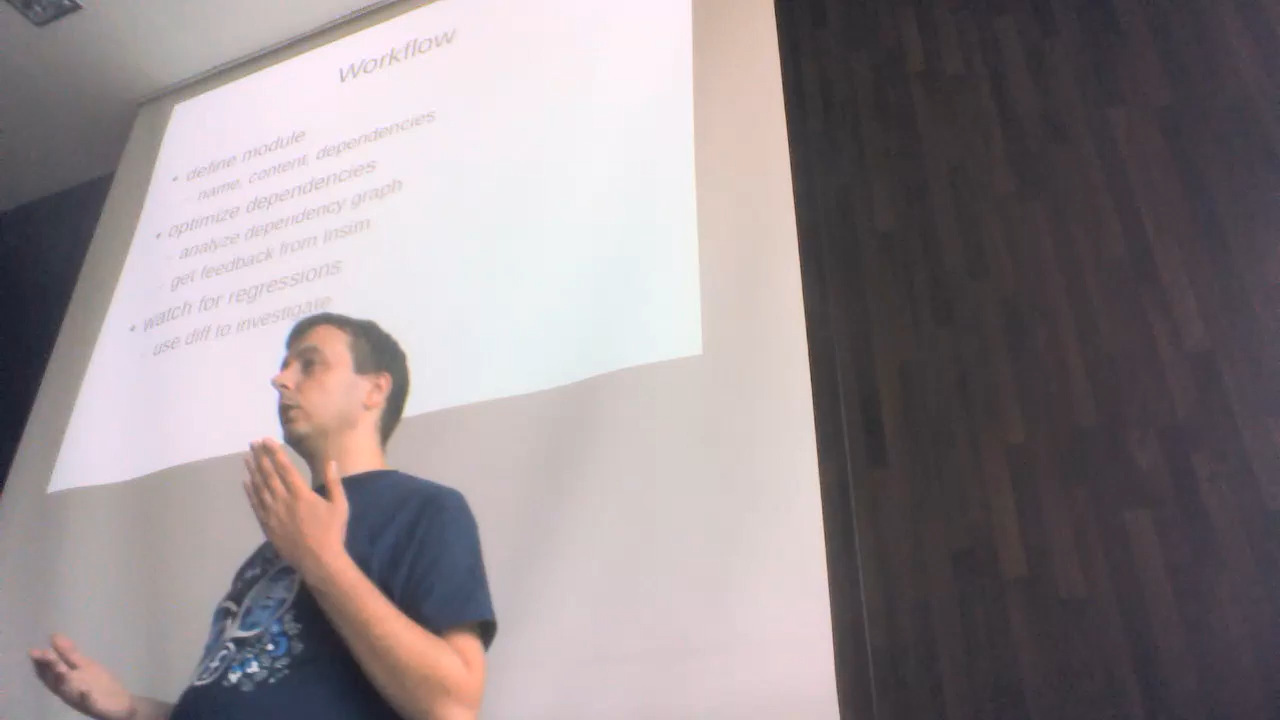 Workflow
• define module
name, content, dependencies
• optimize dependencies
– analyze dependency graph
– get feedback from Insim
• watch for regressions
– use diff to investigate